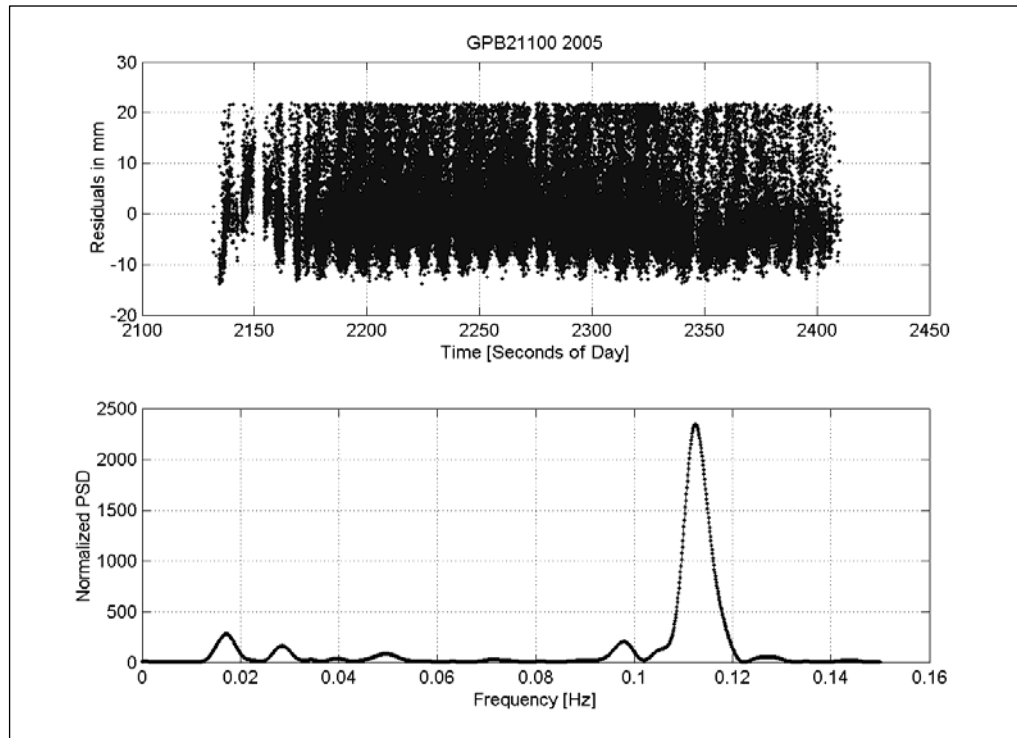 GPB21100 2005
30
20
10
0
-10
-20
Residuals in mm
2100 2150 2200 2250 2300 2350 2400 2450
Time [Seconds of Day]
2500
2000
1500
1000
500
0
Normalized PSD
0 0.02 0.04 0.06 0.08 0.1 0.12 0.14 0.16
Frequency [Hz]